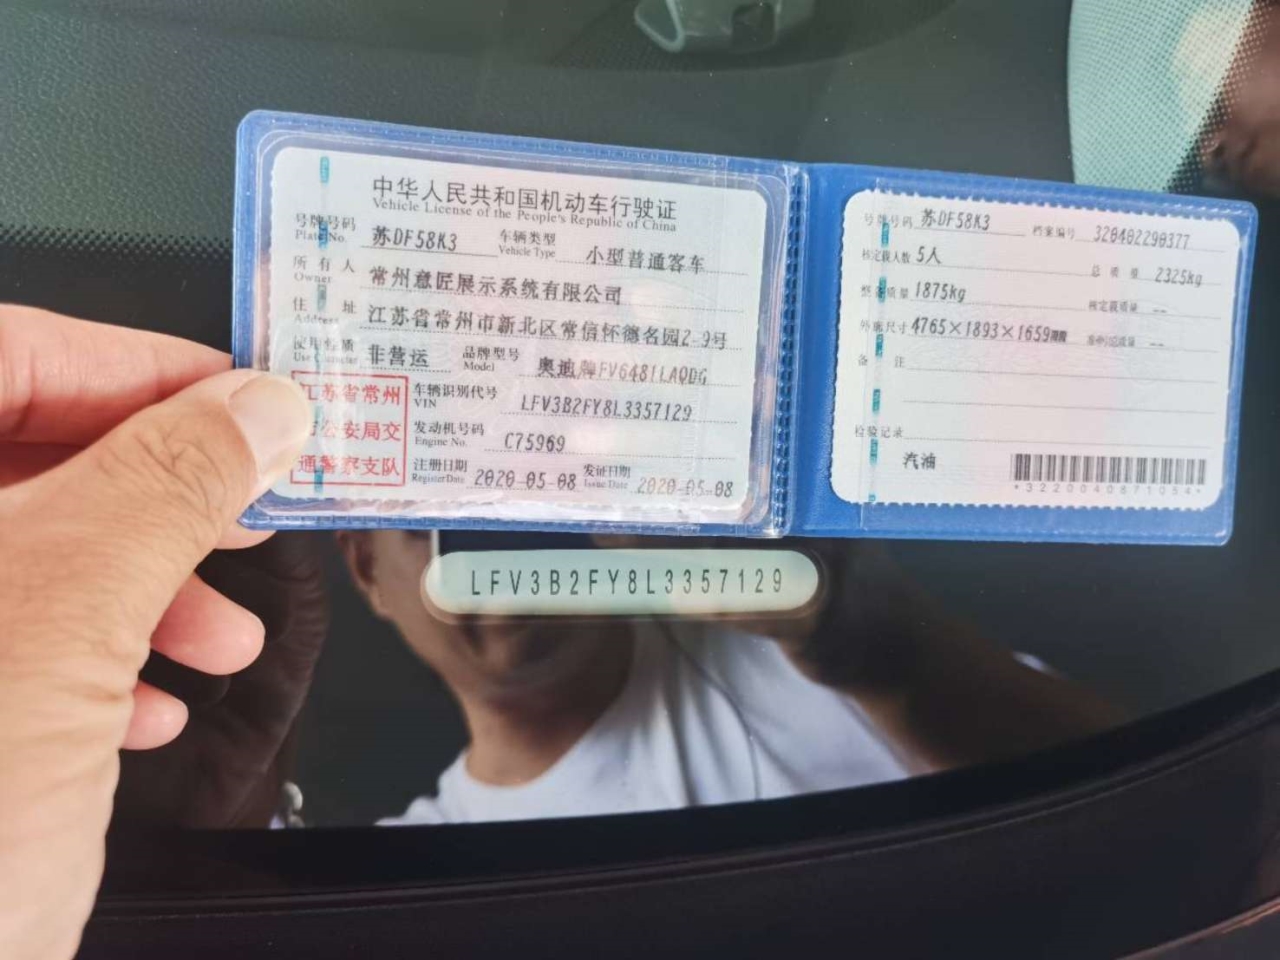 中华人民共和国机动车行驶证
Vehicle License of the People's Republic of China
号牌号码 苏DF58K3 车辆类型 小型普通客车
Plate No. Vehicle Type
所有人 常州意匠展示系统有限公司
Owner
住址 江苏省常州市新北区常信怀德名园2-9号
Address
使用性质 非营运 品牌型号 奥迪牌FV6481LAQDG
Use Character Model
江苏省常州
公安局交
通警察支队
车辆识别代号 LFV3B2FY8L3357129
VIN
发动机号码 C75969
Engine No.
注册日期 2020-05-08 发证日期 2020-05-08
Register Date Issue Date
号牌号码 苏DF58K3 档案编号 320402290377
核定载人数 5人 总质量 2325kg
整备质量 1875kg 核定载质量 --
外廓尺寸 4765×1893×1659 --
备注
检验记录
汽油
*3220040871054*
LFV3B2FY8L3357129